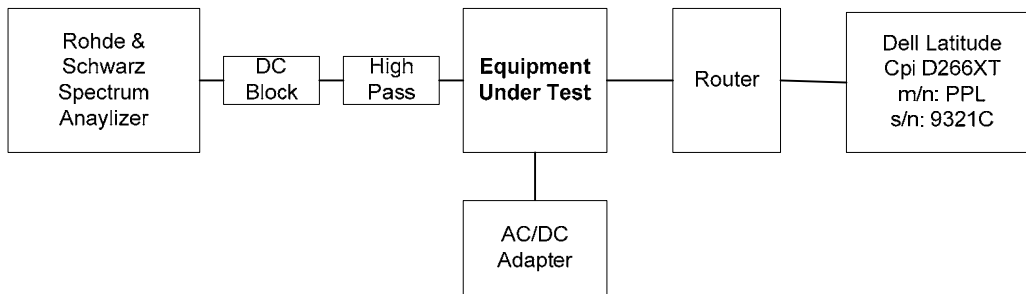 Rohde &
Schwarz
Spectrum
Anaylizer
DC
Block
High
Pass
Equipment
Under Test
Router
Dell Latitude
Cpi D266XT
m/n: PPL
s/n: 9321C
AC/DC
Adapter